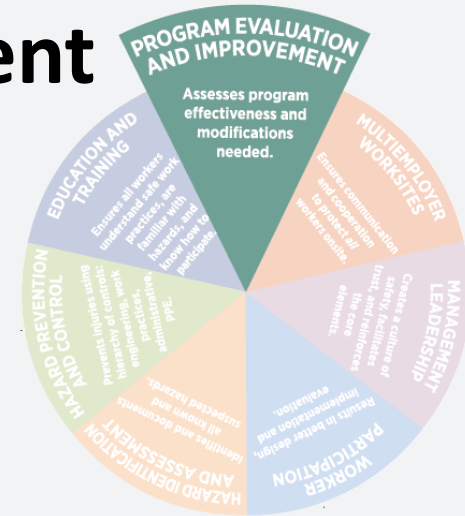 ent
PROGRAM EVALUATION
AND IMPROVEMENT
Assesses program
effectiveness and
modifications
needed.
MULTIEMPLOYER
WORKSITES
Ensures communication
and cooperation
to protect all
workers onsite.
MANAGEMENT
LEADERSHIP
Creates a culture of
safety, facilitates
trust, and reinforces
the core
elements.
WORKER
PARTICIPATION
Results in better design,
implementation and
evaluation.
HAZARD IDENTIFICATION
AND ASSESSMENT
Identifies and documents
all known and
suspected hazards.
HAZARD PREVENTION
AND CONTROL
Prevents injuries using
hierarchy of controls:
engineering, work
practices,
administrative,
PPE.
EDUCATION AND
TRAINING
Ensures all workers
understand safe work
practices, are
familiar with
hazards, and
know how to
participate.